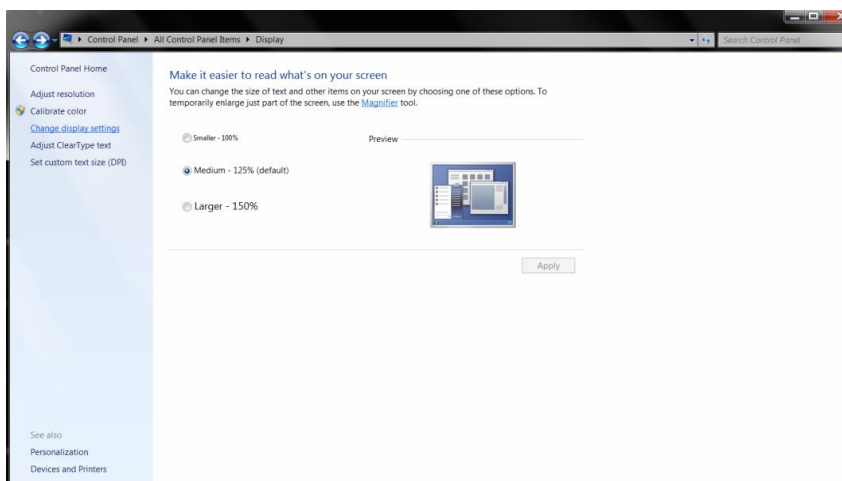 Control Panel ▸ All Control Panel Items ▸ Display
Search Control Panel
Control Panel Home
Adjust resolution
Calibrate color
Change display settings
Adjust ClearType text
Set custom text size (DPI)
See also
Personalization
Devices and Printers
Make it easier to read what's on your screen
You can change the size of text and other items on your screen by choosing one of these options. To
temporarily enlarge just part of the screen, use the Magnifier tool.
Smaller - 100%
Medium - 125% (default)
Larger - 150%
Preview
Apply